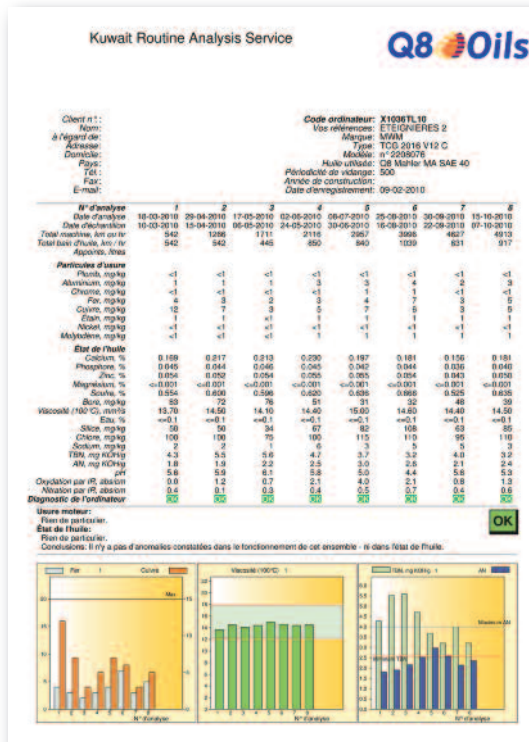 Kuwait Routine Analysis Service
Q8 Oils
Client n°:
Nom:
à l'égard de:
Adresse:
Domicile:
Pays:
Tél :
Fax:
E-mail:
Code ordinateur: X1036TL10
Vos références: ETEIGNIERES 2
Marque: MWM
Type: TCG 2016 V12 C
Modèle: n° 2208076
Huile utilisée: Q8 Mahler MA SAE 40
Périodicité de vidange: 500
Année de construction:
Date d'enregistrement: 09-02-2010
N° d'analyse 1 2 3 4 5 6 7 8
Date d'analyse 18-03-2010 29-04-2010 17-05-2010 02-06-2010 08-07-2010 25-08-2010 30-09-2010 15-10-2010
Date d'échantillon 10-03-2010 15-04-2010 06-05-2010 24-05-2010 30-06-2010 16-08-2010 22-09-2010 07-10-2010
Total machine, km ou hr 542 1266 1711 2116 2957 3996 4627 4913
Total bain d'huile, km / hr 542 542 445 850 840 1039 631 917
Appoints, litres
Particules d'usure
Plomb, mg/kg <1 <1 <1 <1 <1 <1 <1 <1
Aluminium, mg/kg 1 1 1 3 3 4 2 3
Chrome, mg/kg <1 <1 <1 <1 1 1 <1 <1
Fer, mg/kg 4 3 2 3 4 7 3 5
Cuivre, mg/kg 12 7 3 5 7 6 3 5
Etain, mg/kg 1 1 <1 1 1 1 1 1
Nickel, mg/kg <1 <1 <1 <1 <1 <1 <1 <1
Molybdène, mg/kg <1 <1 <1 1 1 1 1 1
État de l'huile
Calcium, % 0.169 0.217 0.213 0.230 0.197 0.181 0.156 0.181
Phosphore, % 0.045 0.044 0.046 0.045 0.042 0.044 0.036 0.040
Zinc, % 0.054 0.052 0.054 0.055 0.055 0.054 0.043 0.050
Magnésium, % <=0.001 <=0.001 <=0.001 <=0.001 <=0.001 <=0.001 <=0.001 <=0.001
Soufre, % 0.554 0.600 0.596 0.620 0.636 0.668 0.525 0.635
Bore, mg/kg 83 72 76 51 31 32 48 39
Viscosité (100°C), mm²/s 13.70 14.50 14.10 14.40 15.00 14.60 14.40 14.50
Eau, % <=0.1 <=0.1 <=0.1 <=0.1 <=0.1 <=0.1 <=0.1 <=0.1
Silice, mg/kg 50 50 34 67 92 108 63 85
Chlore, mg/kg 100 100 75 100 115 110 95 110
Sodium, mg/kg 2 2 1 6 3 5 5 3
TBN, mg KOH/g 4.3 5.5 5.6 4.7 3.7 3.2 4.0 3.2
AN, mg KOH/g 1.8 1.9 2.2 2.5 3.0 2.6 2.1 2.4
pH 5.6 5.9 6.1 5.8 5.0 4.4 5.6 5.3
Oxydation par IR, abs/cm 0.8 1.2 0.7 2.1 4.0 2.1 0.8 1.3
Nitration par IR, abs/cm 0.4 0.1 0.3 0.4 0.5 0.7 0.4 0.6
Diagnostic de l'ordinateur
Usure moteur:
Rien de particulier.
État de l'huile:
Rien de particulier.
Conclusions: Il n'y a pas d'anomalies constatées dans le fonctionnement de cet ensemble - ni dans l'état de l'huile.
OK
Fer 1 Cuivre 1
Max
N° d'analyse
Viscosité (100°C) 1
N° d'analyse
TBN, mg KOH/g 1 AN
Maximum AN
Minimum TBN
N° d'analyse